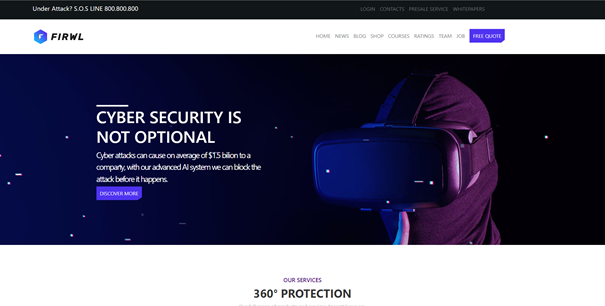 Under Attack? S.O.S LINE 800.800.800
LOGIN CONTACTS PRESALE SERVICE WHITEPAPERS
FIRWL
HOME NEWS BLOG SHOP COURSES RATINGS TEAM JOB FREE QUOTE
CYBER SECURITY IS
NOT OPTIONAL
Cyber attacks can cause on average of $1.5 bilion to a
comparty, with our advanced AI system we can block the
attack before it happens.
DISCOVER MORE
OUR SERVICES
360° PROTECTION